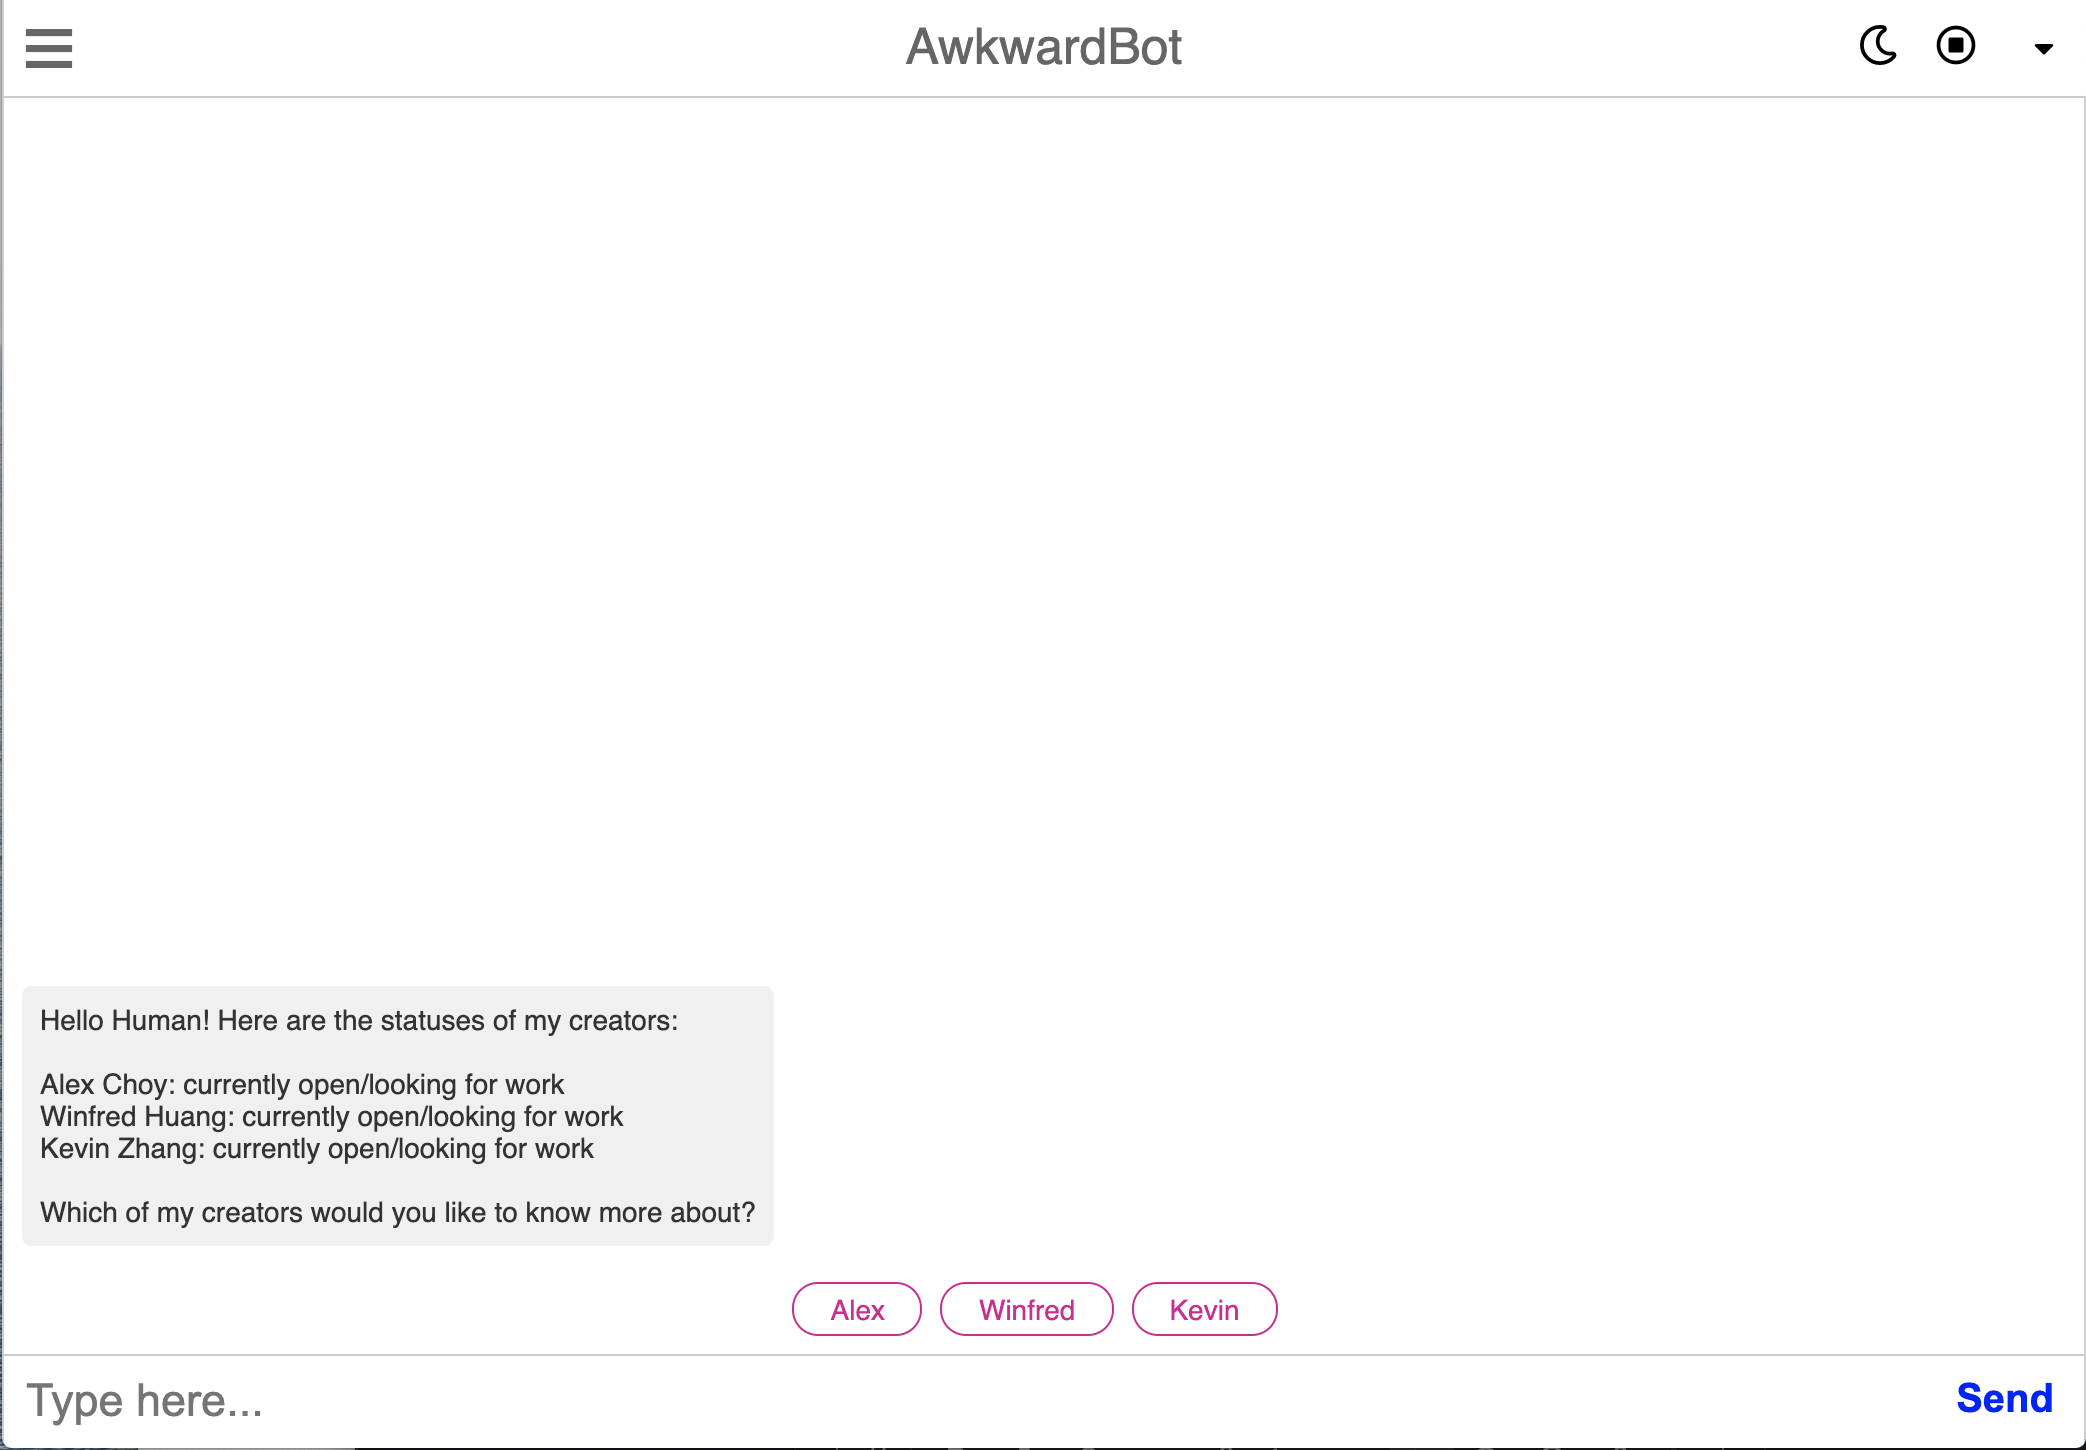 AwkwardBot
Hello Human! Here are the statuses of my creators:
Alex Choy: currently open/looking for work
Winfred Huang: currently open/looking for work
Kevin Zhang: currently open/looking for work
Which of my creators would you like to know more about?
Alex
Winfred
Kevin
Type here...
Send